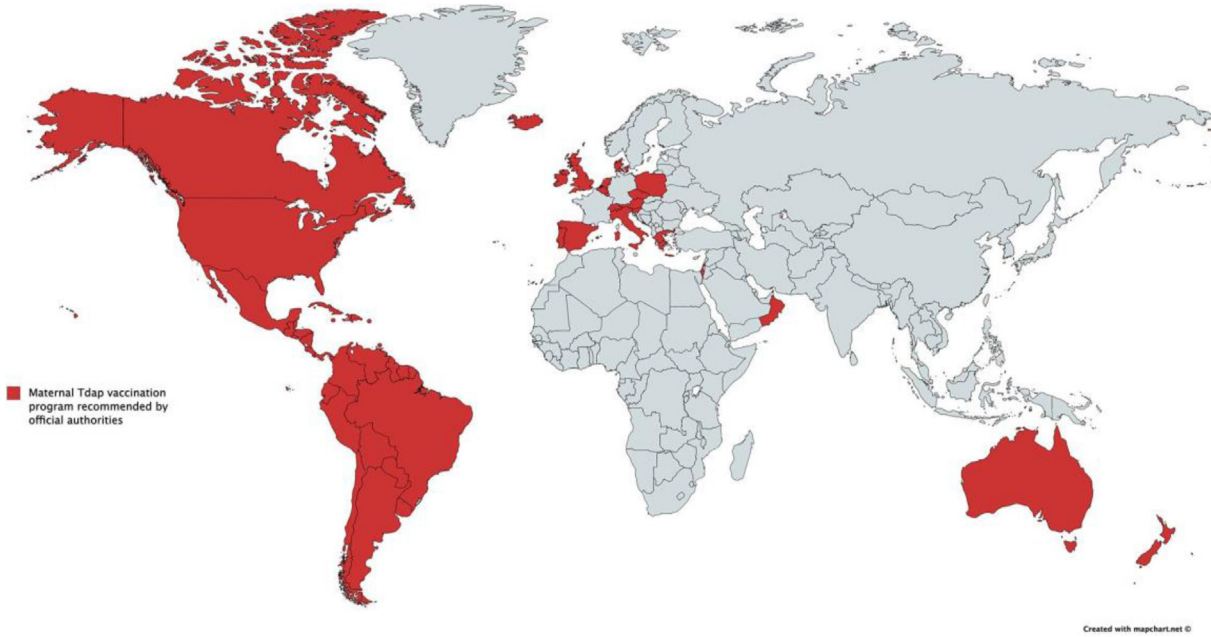 Maternal Tdap vaccination
program recommended by
official authorities
Created with mapchart.net ©